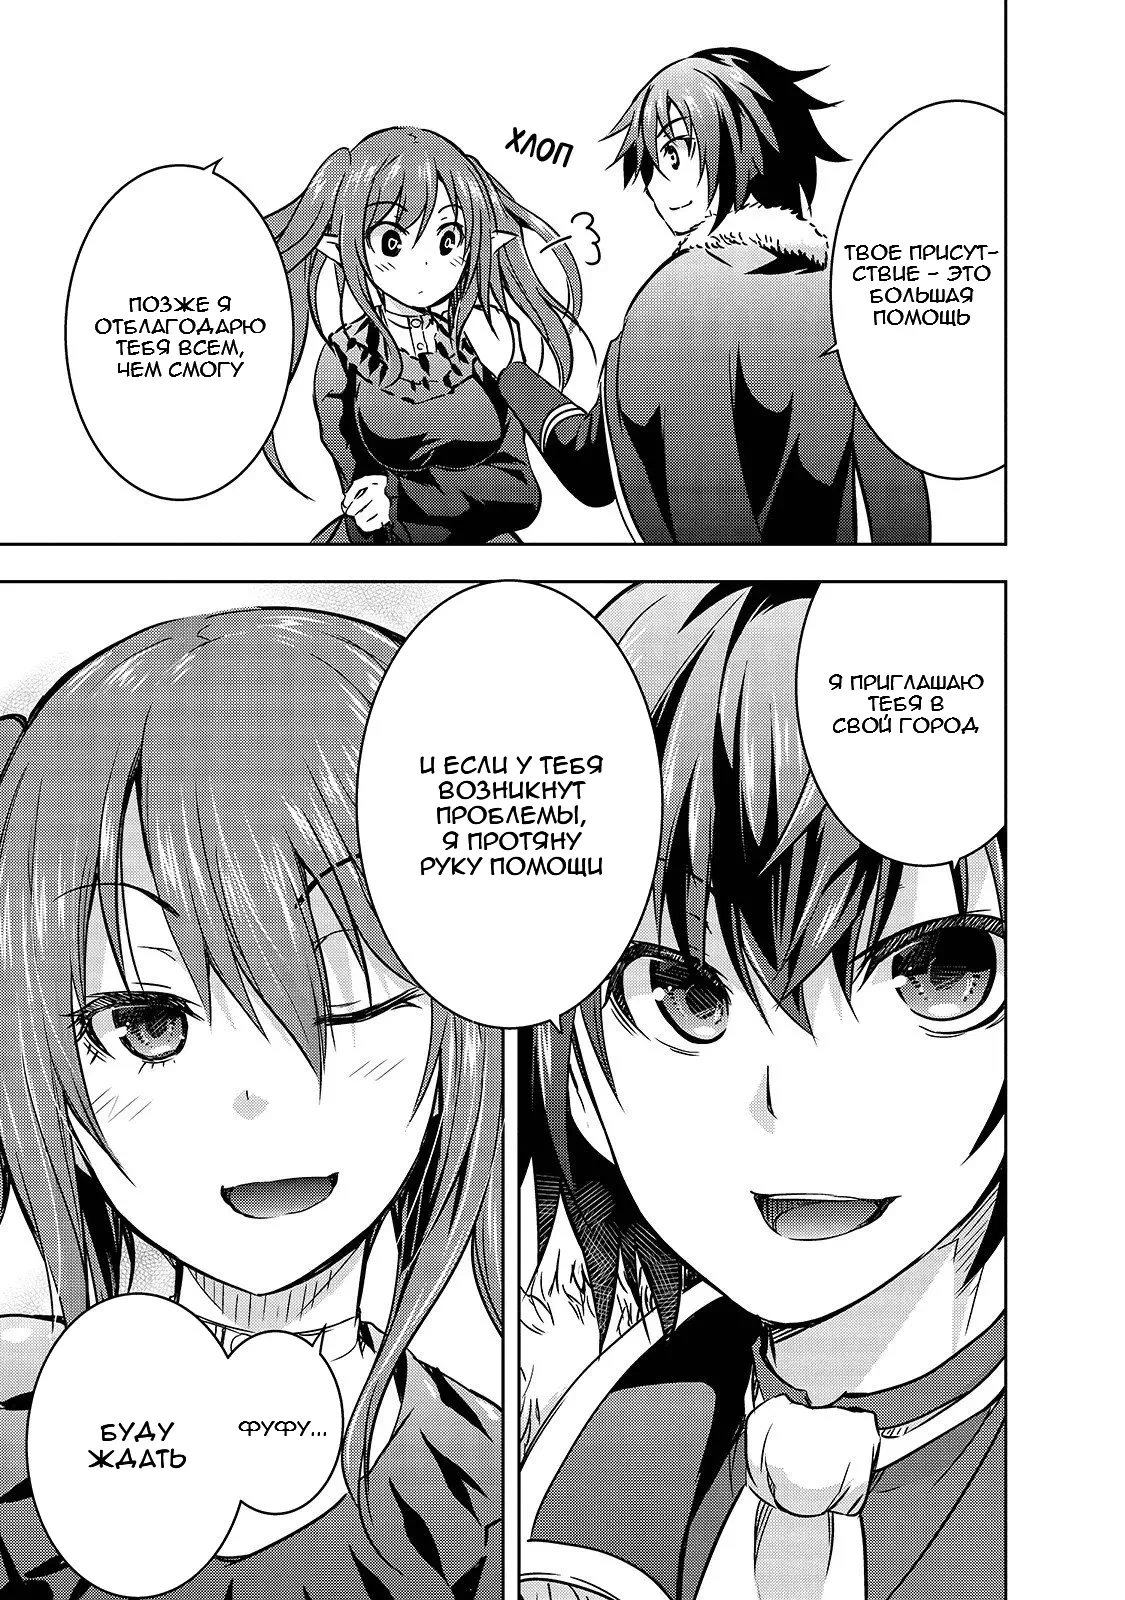 ТВОЕ ПРИСУТ-
СТВИЕ – ЭТО
БОЛЬШАЯ
ПОМОЩЬ
ХЛОП
ПОЗЖЕ Я
ОТБЛАГОДАРЮ
ТЕБЯ ВСЕМ,
ЧЕМ СМОГУ
Я ПРИГЛАШАЮ
ТЕБЯ В
СВОЙ ГОРОД
И ЕСЛИ У ТЕБЯ
ВОЗНИКНУТ
ПРОБЛЕМЫ,
Я ПРОТЯНУ
РУКУ ПОМОЩИ
ФУФУ...
БУДУ
ЖДАТЬ